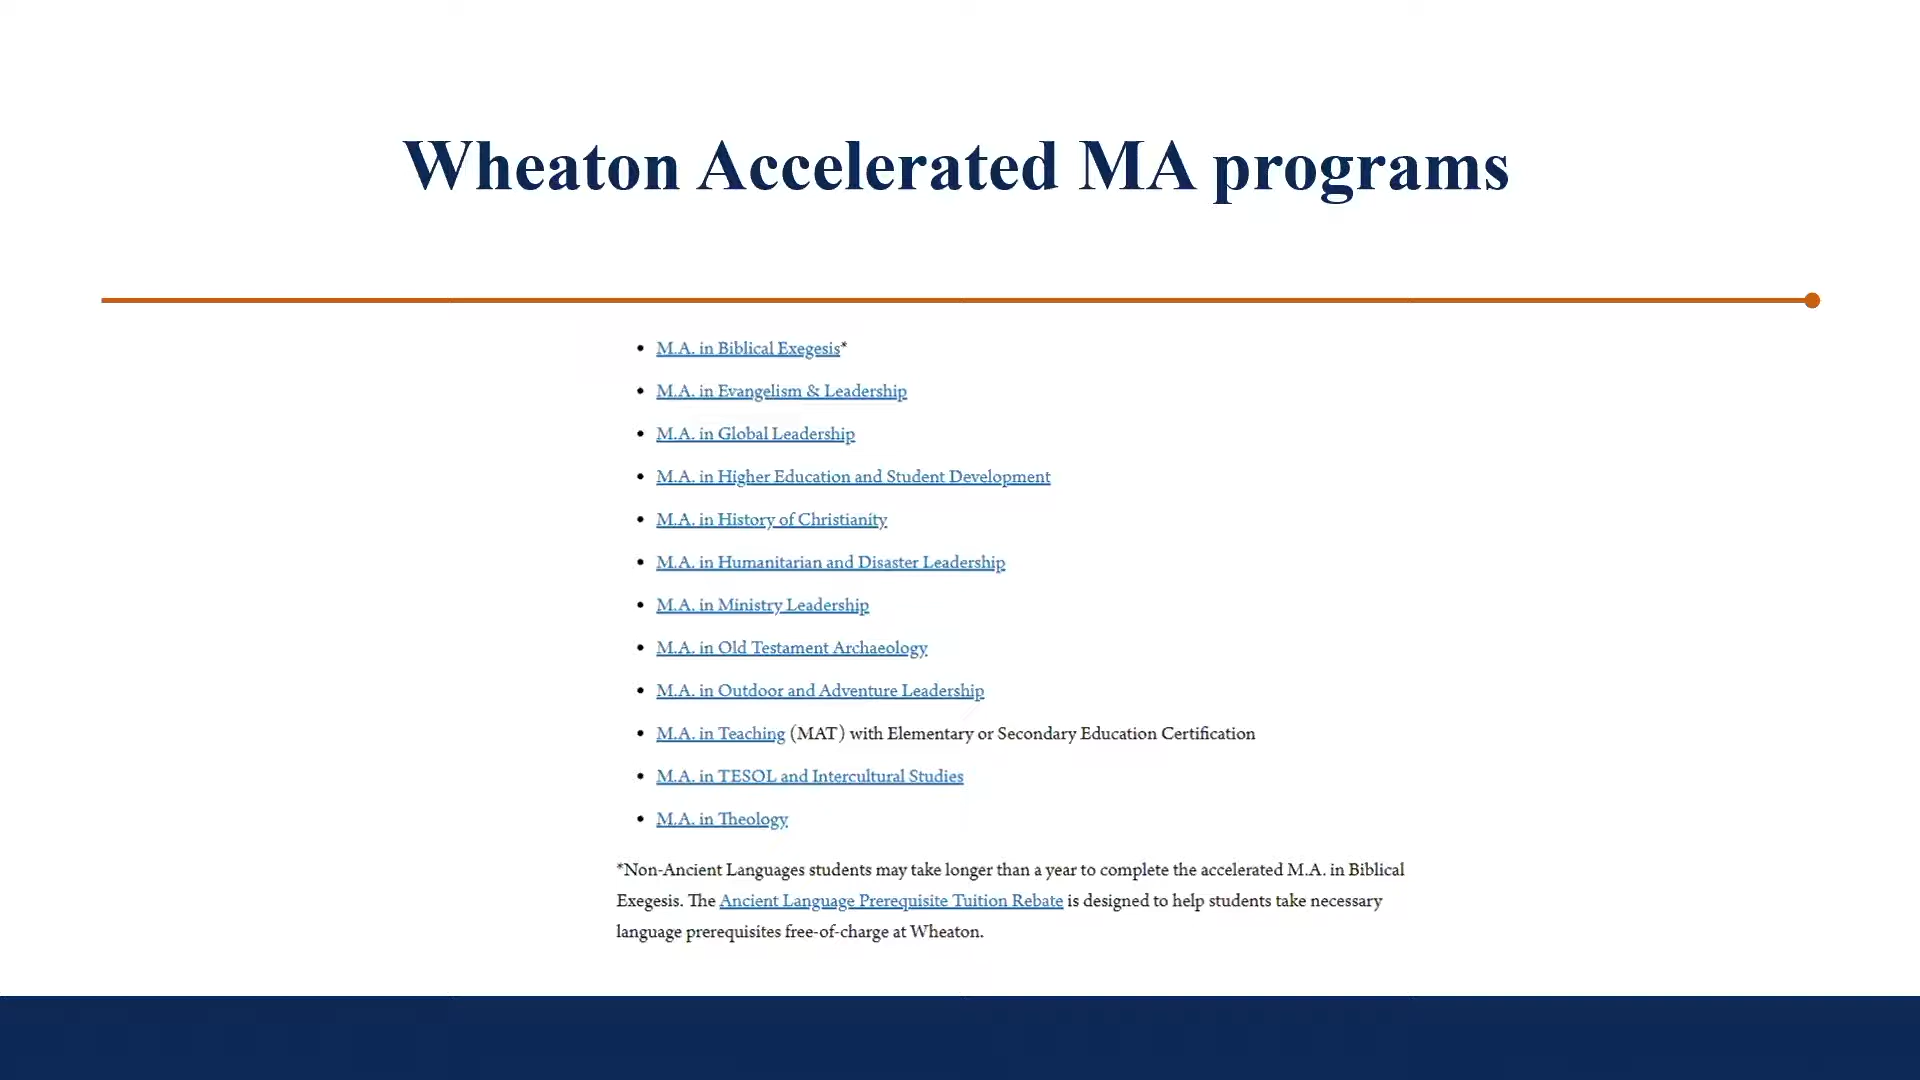 Wheaton Accelerated MA programs
• M.A. in Biblical Exegesis*
• M.A. in Evangelism & Leadership
• M.A. in Global Leadership
• M.A. in Higher Education and Student Development
• M.A. in History of Christianity
• M.A. in Humanitarian and Disaster Leadership
• M.A. in Ministry Leadership
• M.A. in Old Testament Archaeology
• M.A. in Outdoor and Adventure Leadership
• M.A. in Teaching (MAT) with Elementary or Secondary Education Certification
• M.A. in TESOL and Intercultural Studies
• M.A. in Theology
*Non-Ancient Languages students may take longer than a year to complete the accelerated M.A. in Biblical
Exegesis. The Ancient Language Prerequisite Tuition Rebate is designed to help students take necessary
language prerequisites free-of-charge at Wheaton.